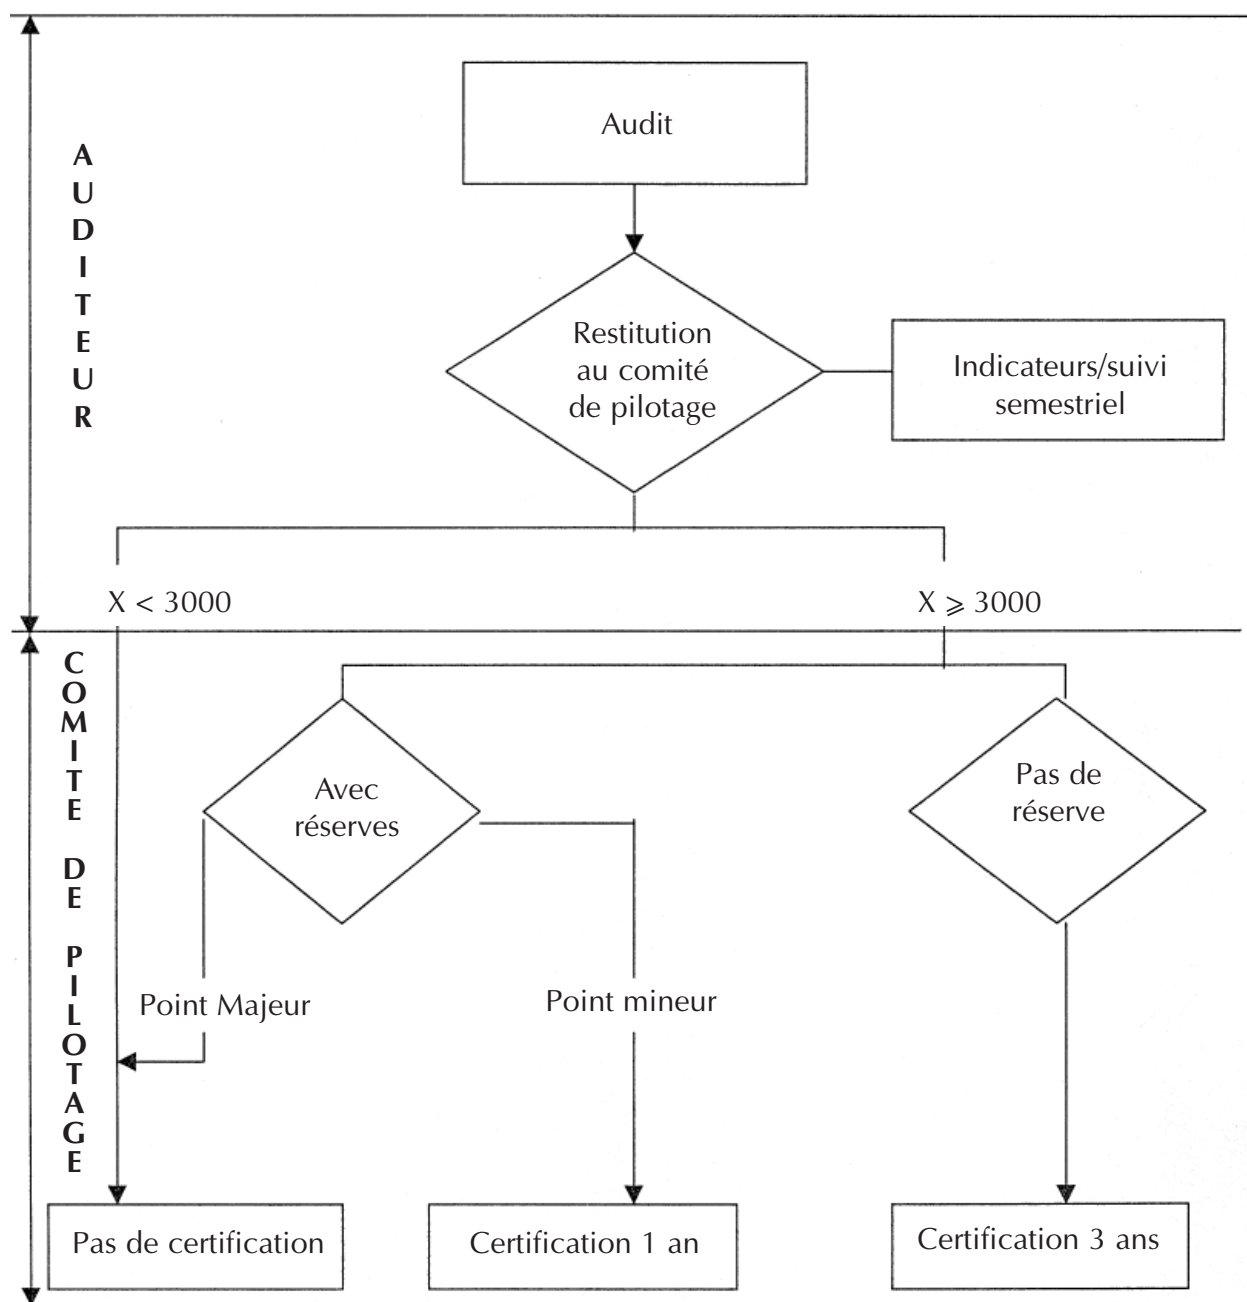 Audit
AUDITEUR
Restitution
au comité
de pilotage
Indicateurs/suivi
semestriel
X < 3000
X ⩾ 3000
COMITE DE PILOTAGE
Avec
réserves
Pas de
réserve
Point Majeur
Point mineur
Pas de certification
Certification 1 an
Certification 3 ans